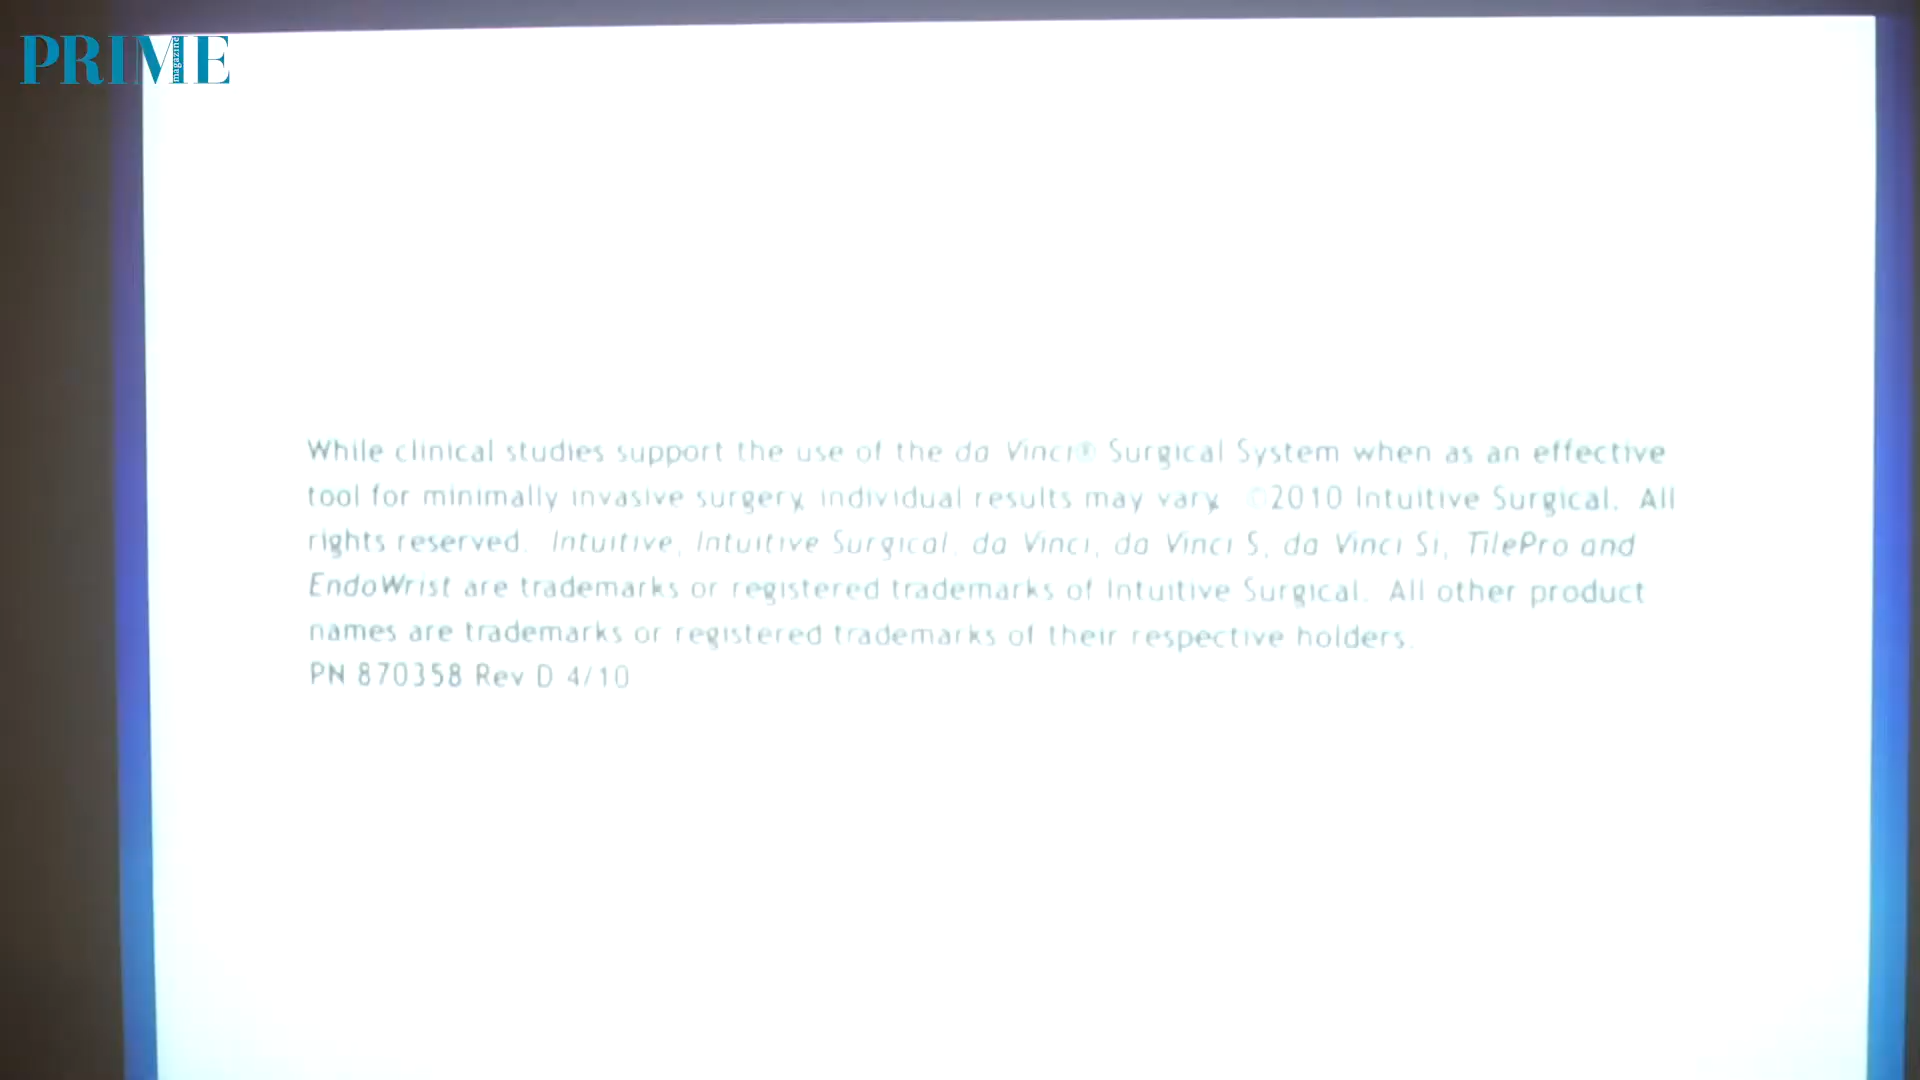 PRIME
magazine
While clinical studies support the use of the da Vinci® Surgical System when as an effective
tool for minimally invasive surgery, individual results may vary. ©2010 Intuitive Surgical. All
rights reserved. Intuitive, Intuitive Surgical, da Vinci, da Vinci S, da Vinci Si, TilePro and
EndoWrist are trademarks or registered trademarks of Intuitive Surgical. All other product
names are trademarks or registered trademarks of their respective holders.
PN 870358 Rev D 4/10